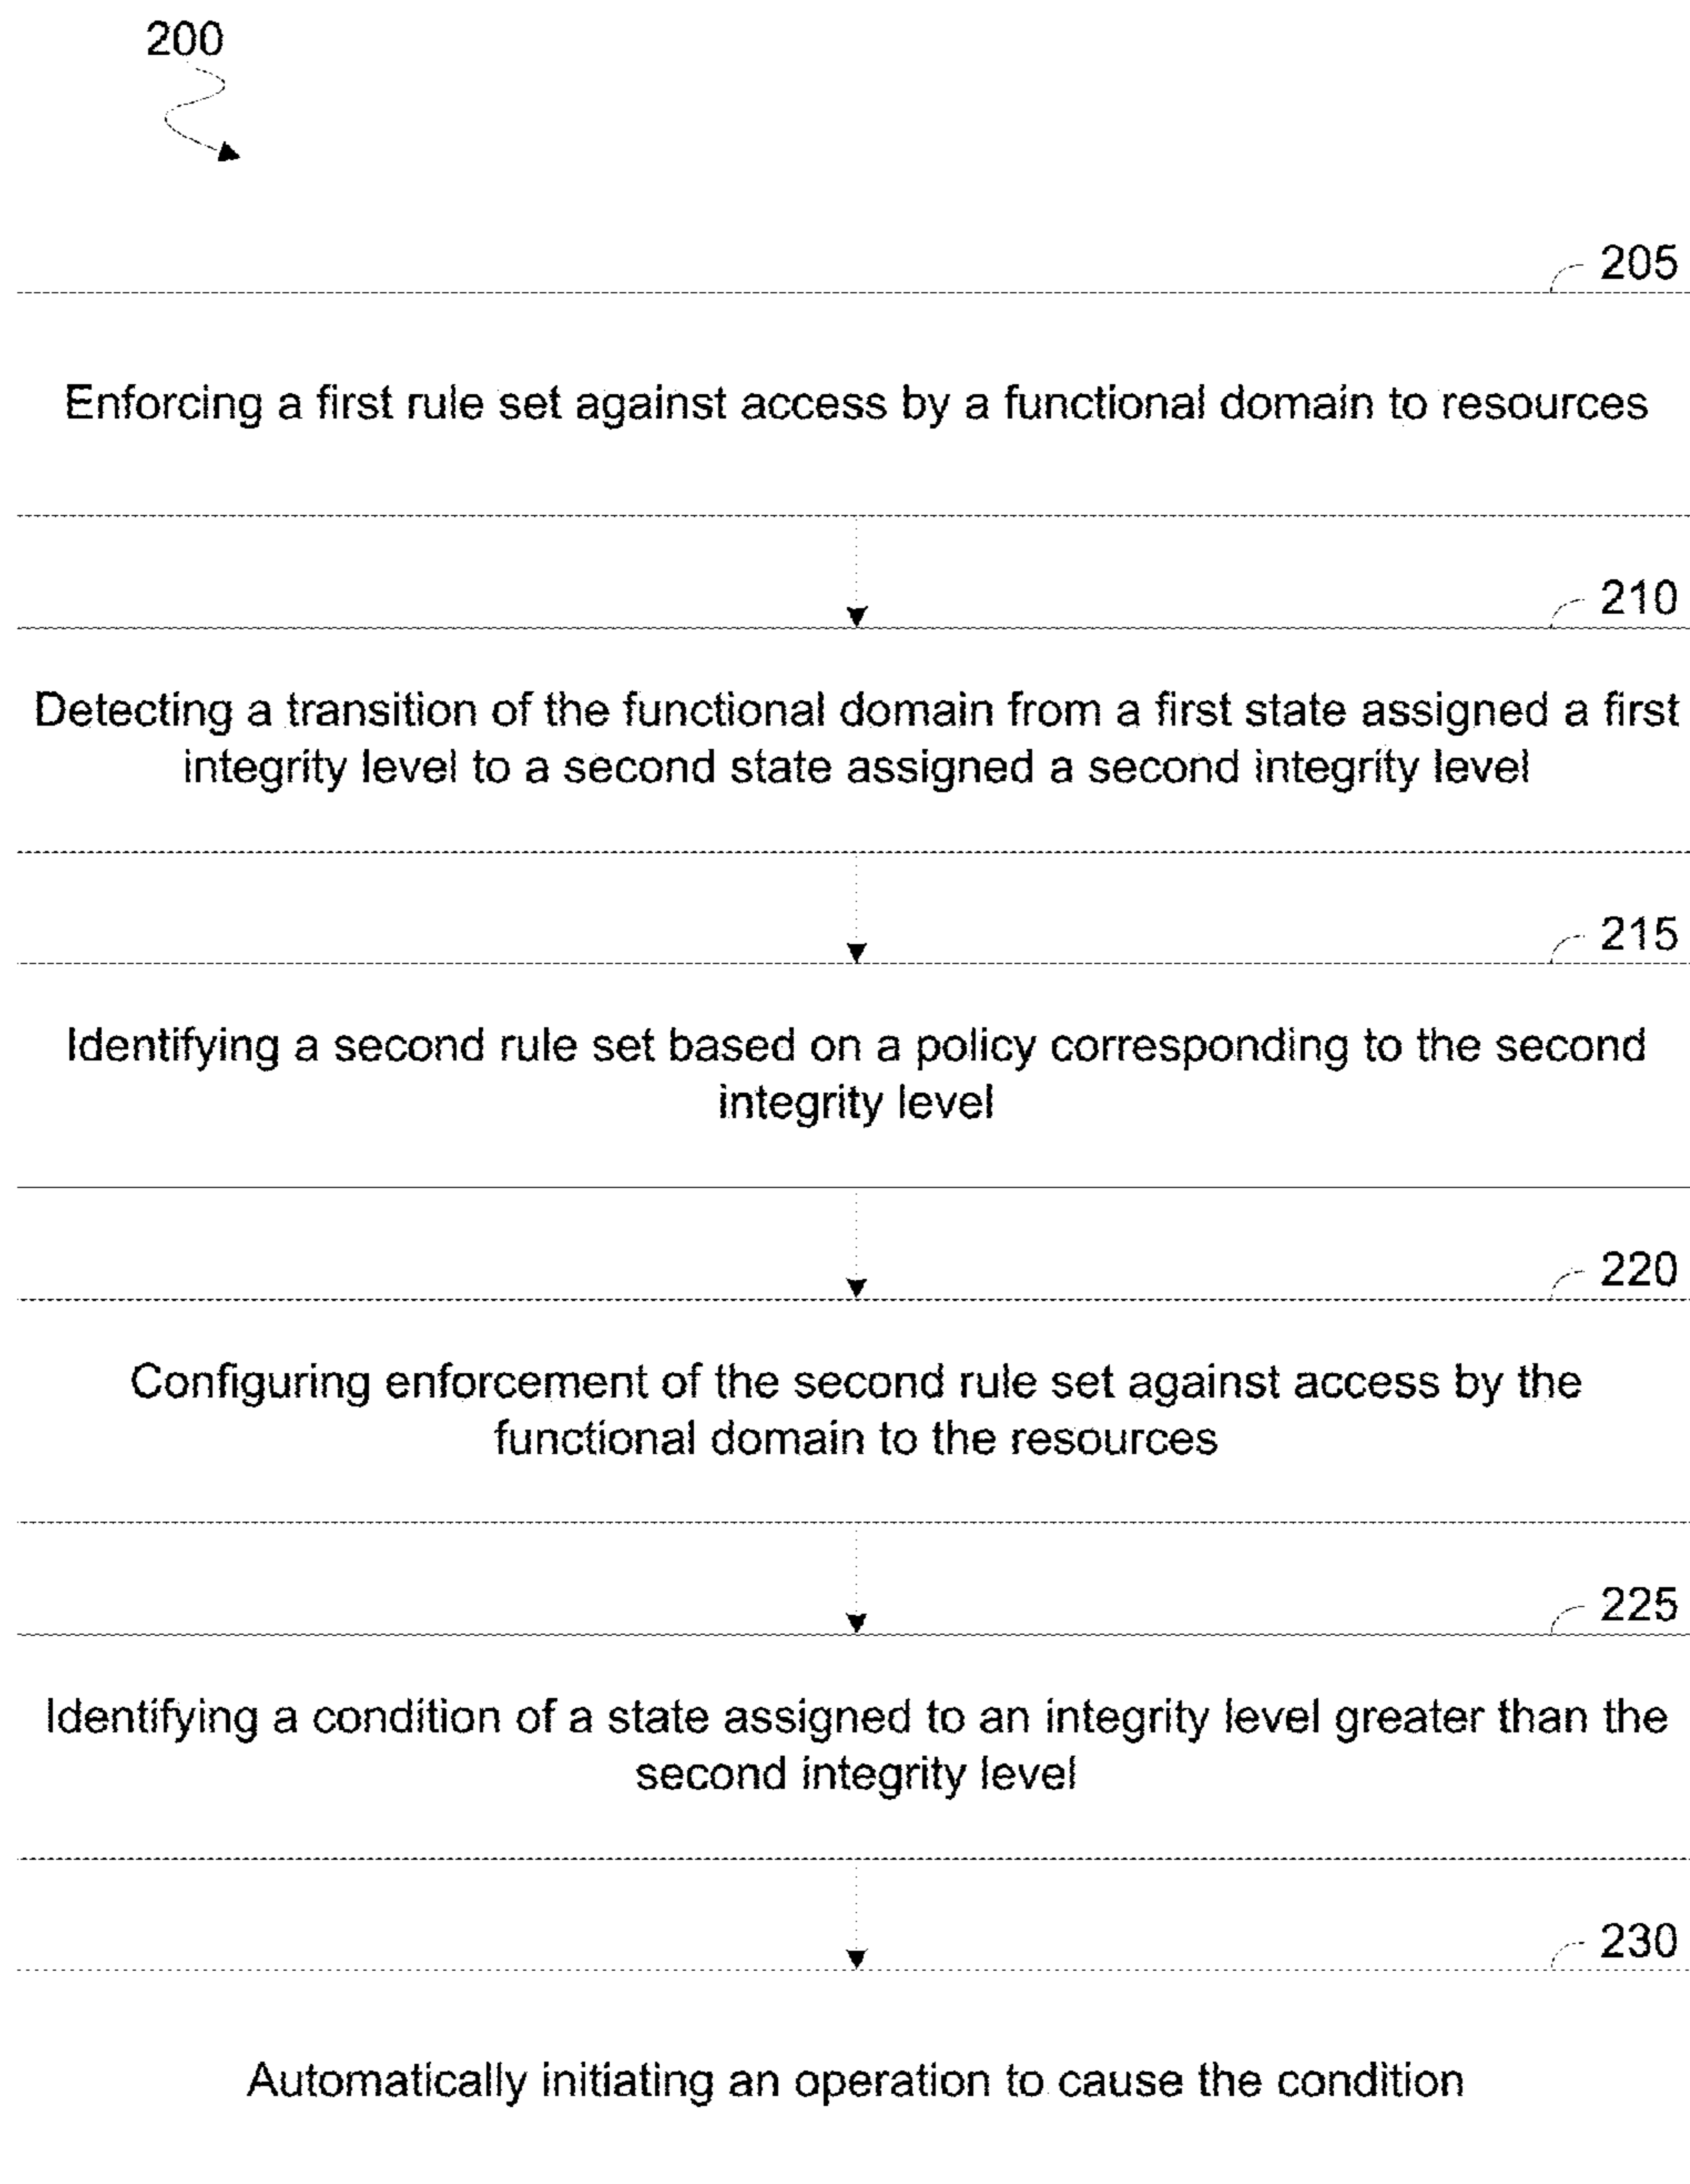 200
205
Enforcing a first rule set against access by a functional domain to resources
210
Detecting a transition of the functional domain from a first state assigned a first
integrity level to a second state assigned a second integrity level
215
Identifying a second rule set based on a policy corresponding to the second
integrity level
220
Configuring enforcement of the second rule set against access by the
functional domain to the resources
225
Identifying a condition of a state assigned to an integrity level greater than the
second integrity level
230
Automatically initiating an operation to cause the condition